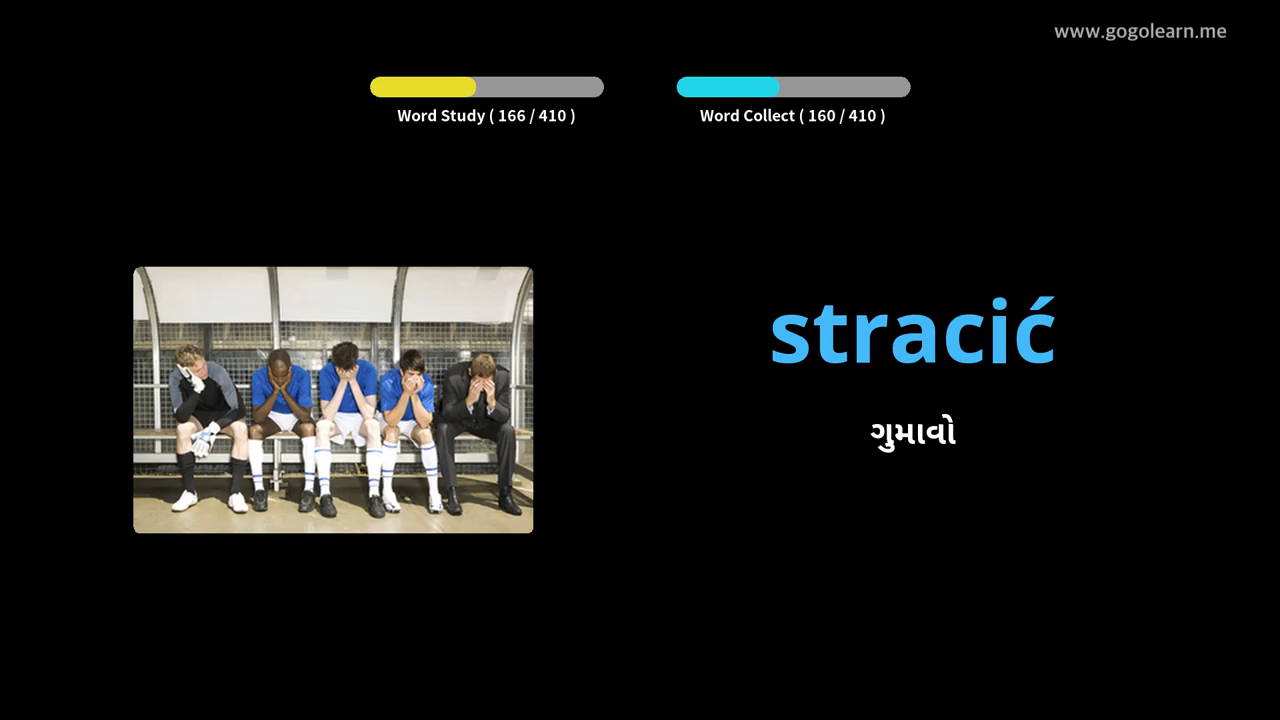 www.gogolearn.me
Word Study ( 166 / 410 )
Word Collect ( 160 / 410 )
stracić
ગુમાવો